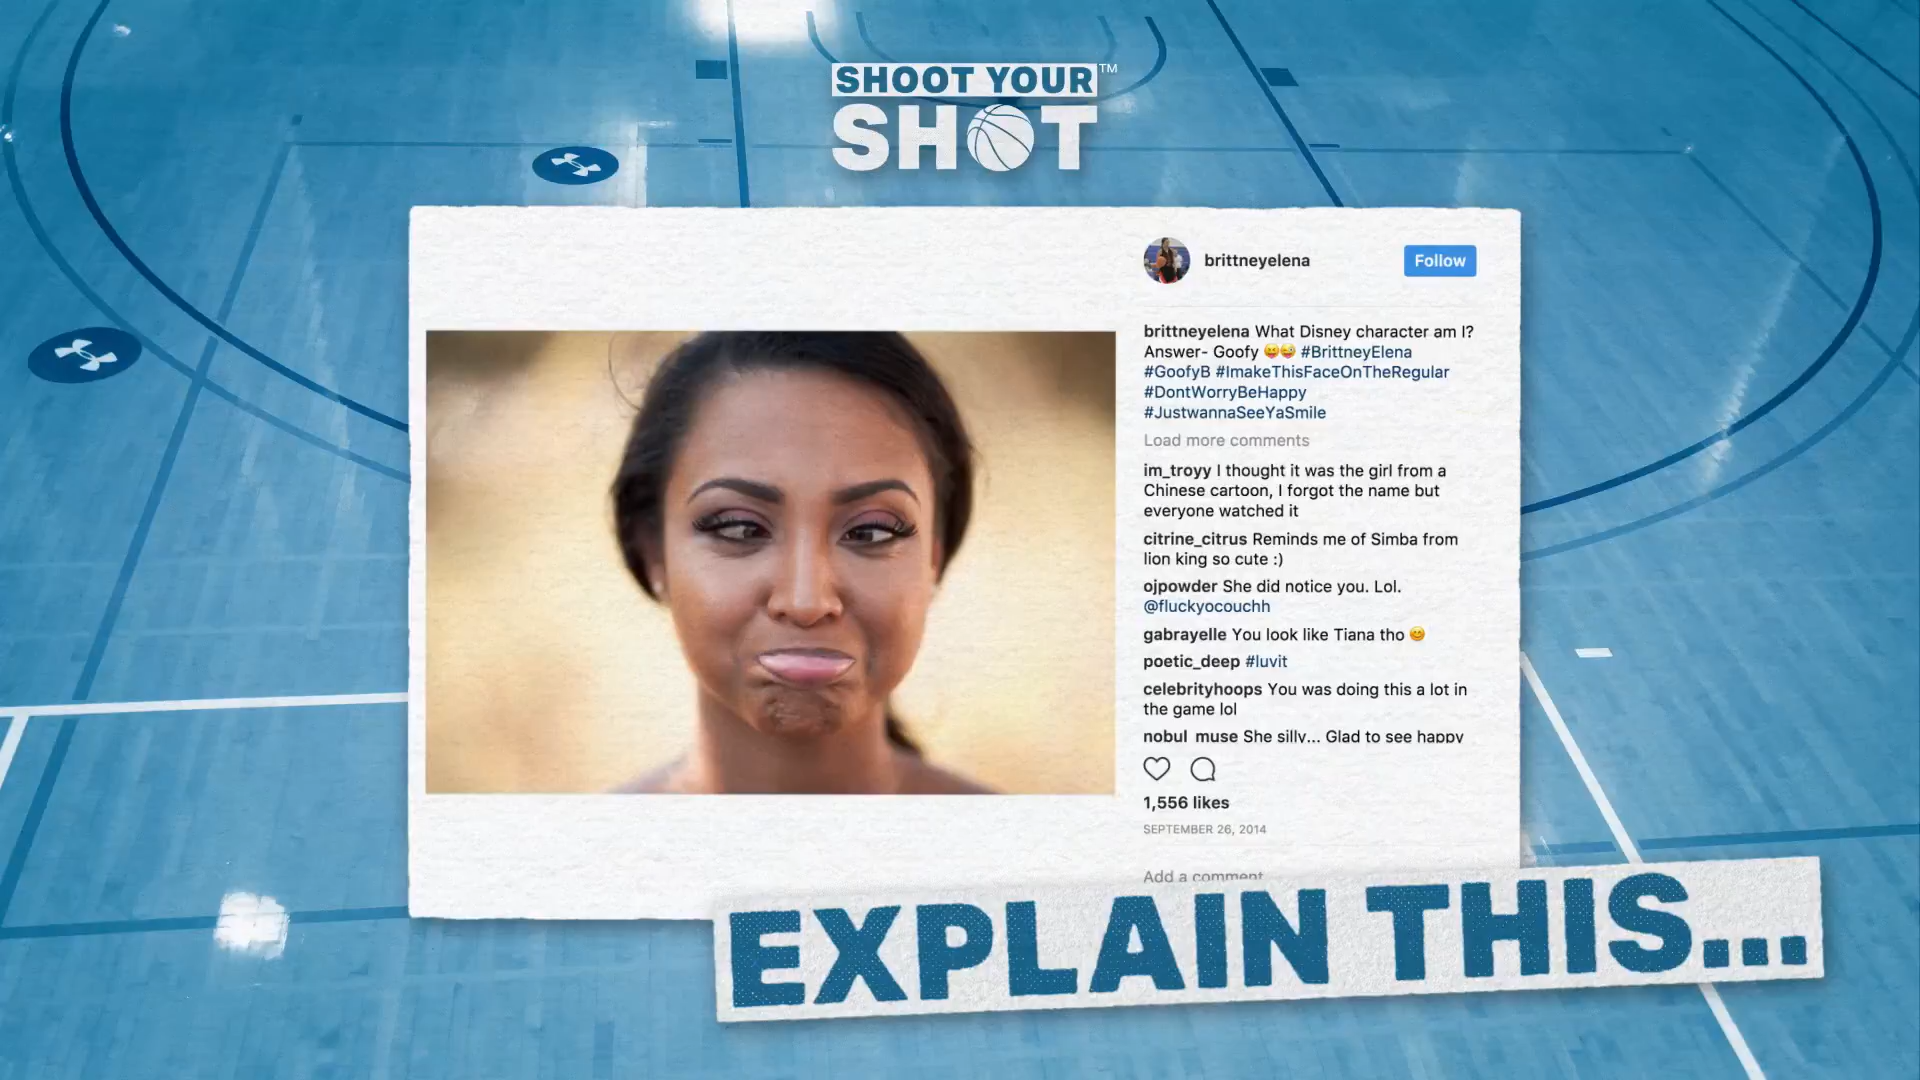 SHOOT YOUR™
SHOT
brittneyelena
Follow
brittneyelena What Disney character am I?
Answer- Goofy 😛😜 #BrittneyElena
#GoofyB #ImakeThisFaceOnTheRegular
#DontWorryBeHappy
#JustwannaSeeYaSmile
Load more comments
im_troyy I thought it was the girl from a
Chinese cartoon, I forgot the name but
everyone watched it
citrine_citrus Reminds me of Simba from
lion king so cute :)
ojpowder She did notice you. Lol.
@fluckyocouchh
gabrayelle You look like Tiana tho 😊
poetic_deep #luvit
celebrityhoops You was doing this a lot in
the game lol
nobul_muse She silly... Glad to see happy
1,556 likes
SEPTEMBER 26, 2014
Add a comment
EXPLAIN THIS...